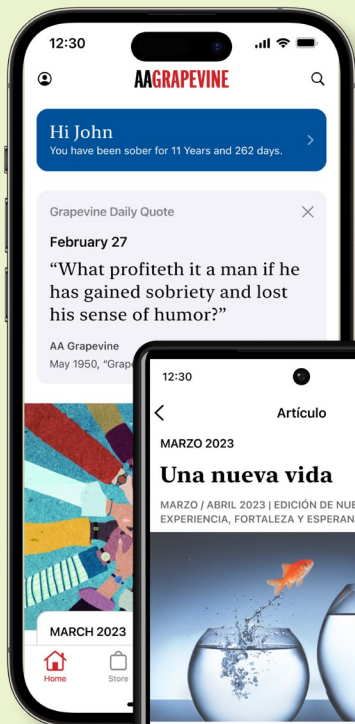 12:30
AAGRAPEVINE
Hi John
You have been sober for 11 Years and 262 days.
Grapevine Daily Quote
February 27
“What profiteth it a man if he
has gained sobriety and lost
his sense of humor?”
AA Grapevine
May 1950, “Grape
MARCH 2023
Home
Store
12:30
Artículo
MARZO 2023
Una nueva vida
MARZO / ABRIL 2023 | EDICIÓN DE NUE
EXPERIENCIA, FORTALEZA Y ESPERAN